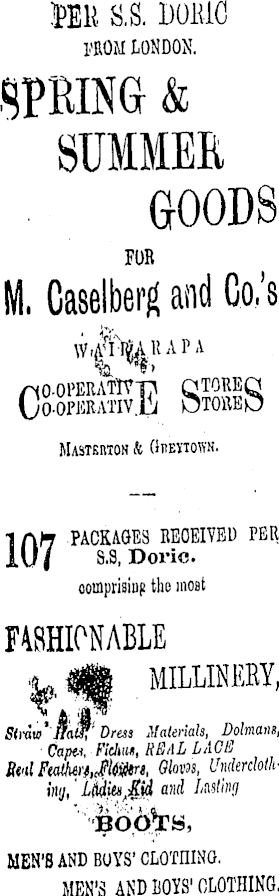 PER S.S. DORIC
FROM LONDON.
SPRING &
SUMMER
GOODS
FOR
M. Caselberg and Co.'s
WAIRARAPA
CO-OPERATIVE STORES
CO-OPERATIVE STORES
MASTERTON & GREYTOWN.
107 PACKAGES RECEIVED PER
S.S. Doric.
comprising the most
FASHIONABLE
MILLINERY,
Straw Hats, Dress Materials, Dolmans,
Capes, Fichus, REAL LACE
Real Feathers, Flowers, Gloves, Undercloth-
ing, Ladies Kid and Lasting
BOOTS,
MEN'S AND BOYS' CLOTHING.
MEN'S AND BOYS' CLOTHING.